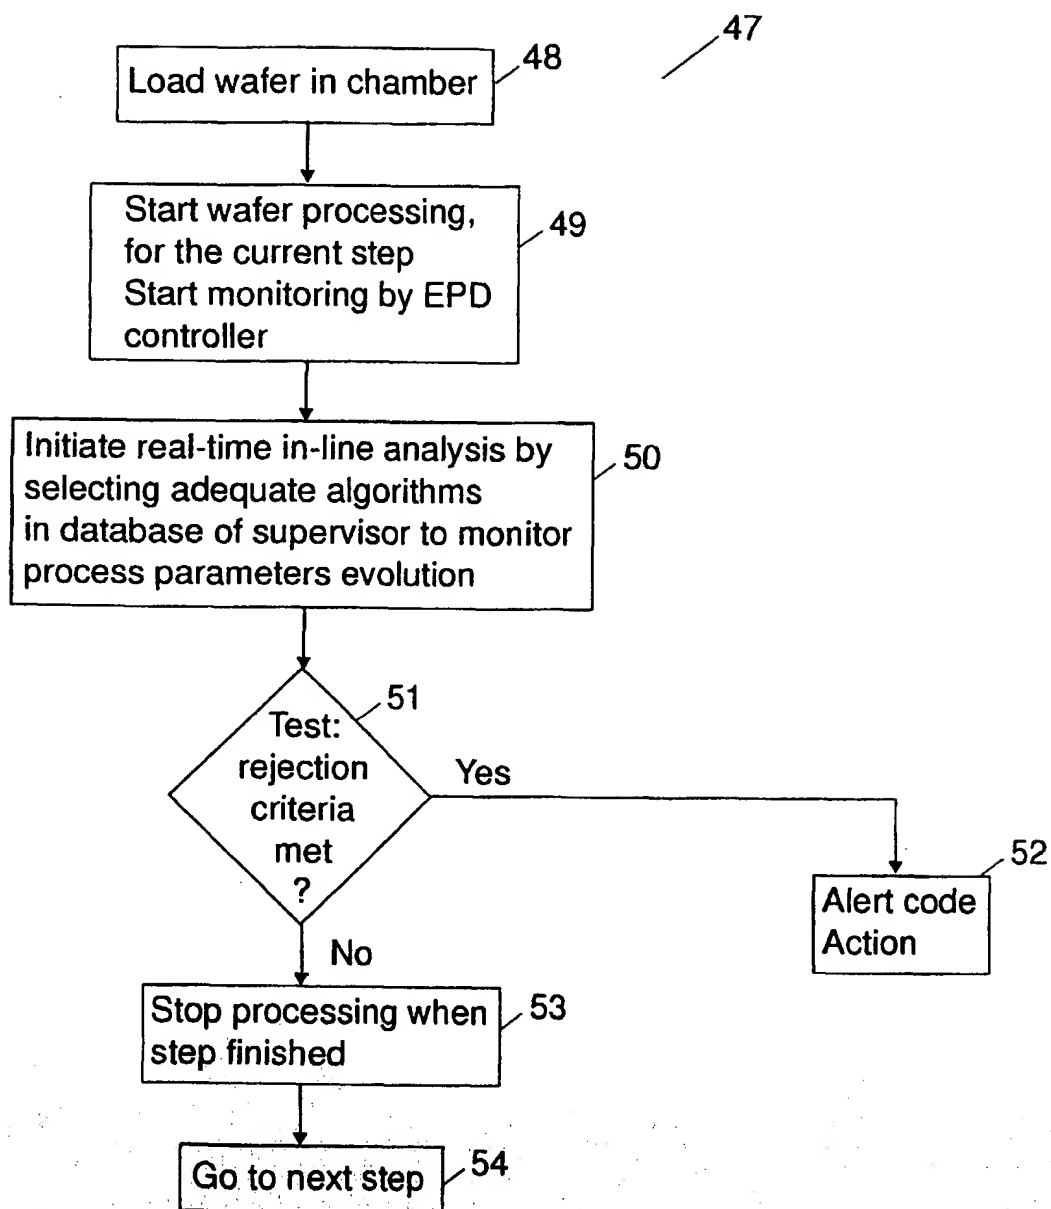 47
Load wafer in chamber
48
Start wafer processing,
for the current step
Start monitoring by EPD
controller
49
Initiate real-time in-line analysis by
selecting adequate algorithms
in database of supervisor to monitor
process parameters evolution
50
Test:
rejection
criteria
met
?
51
Yes
Alert code
Action
52
No
Stop processing when
step finished
53
Go to next step
54